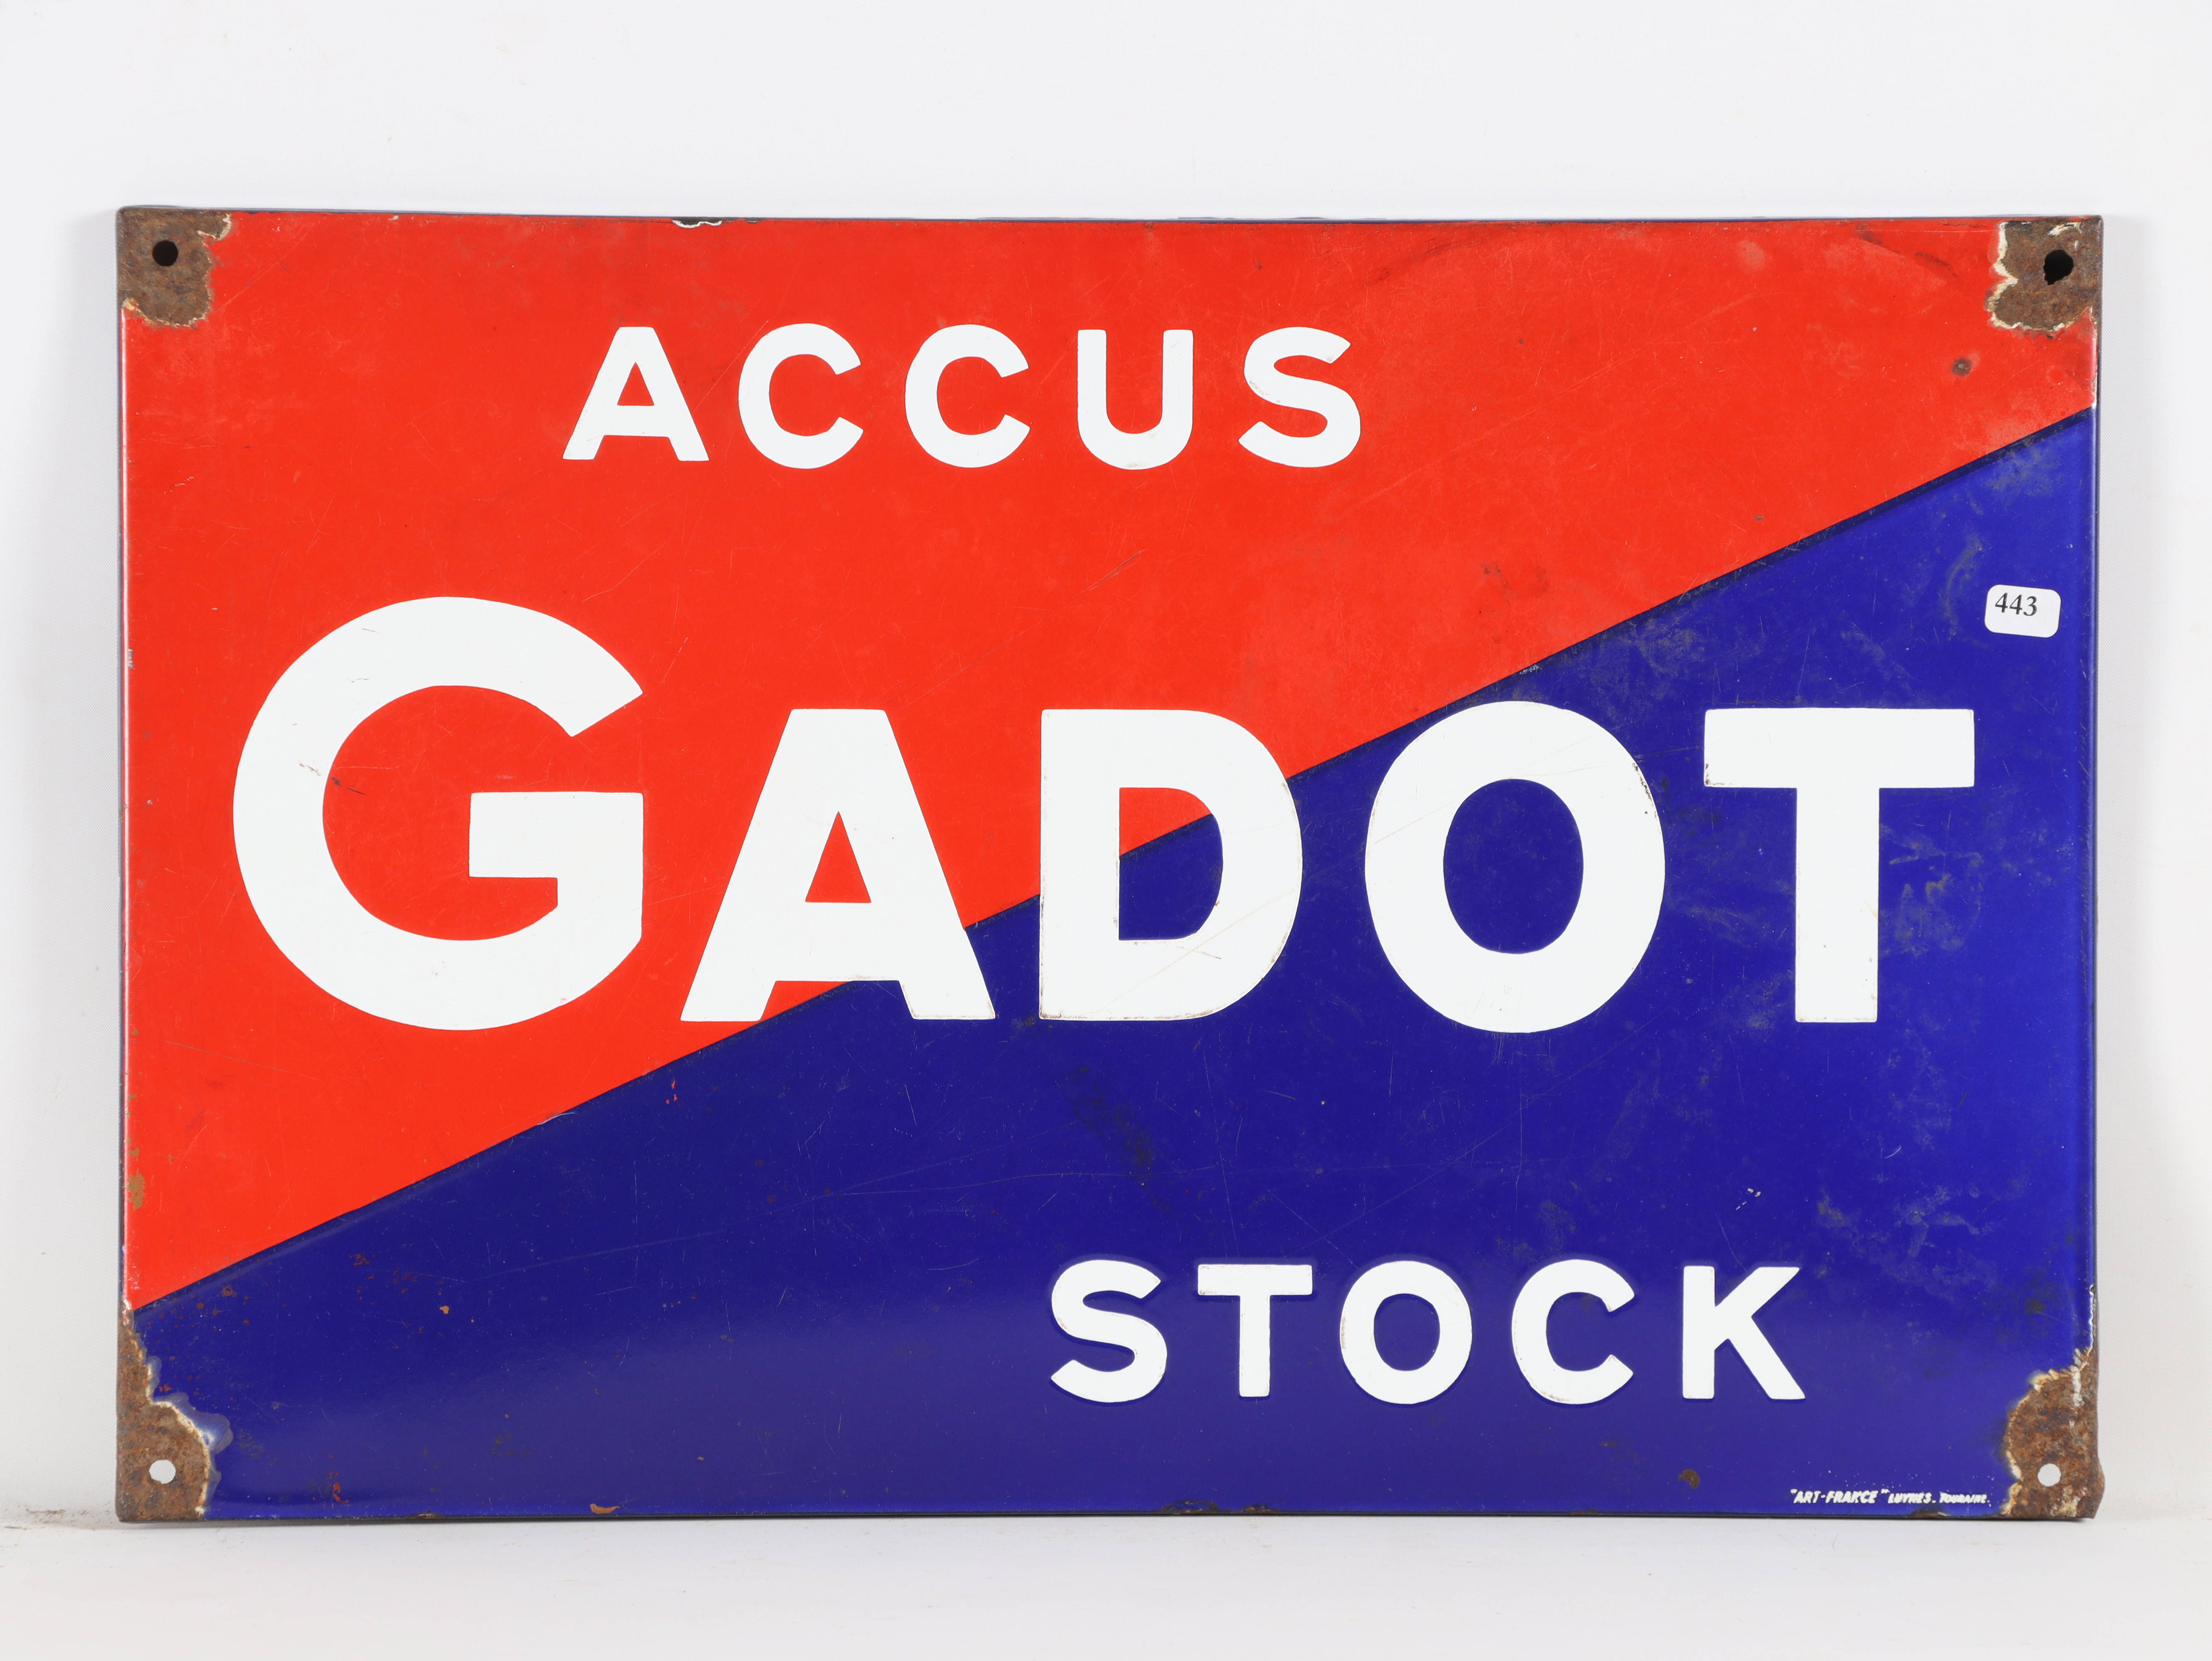 ACCUS
443
GADOT
STOCK
"ART-FRANCE" LUYNES. TOURAINE.